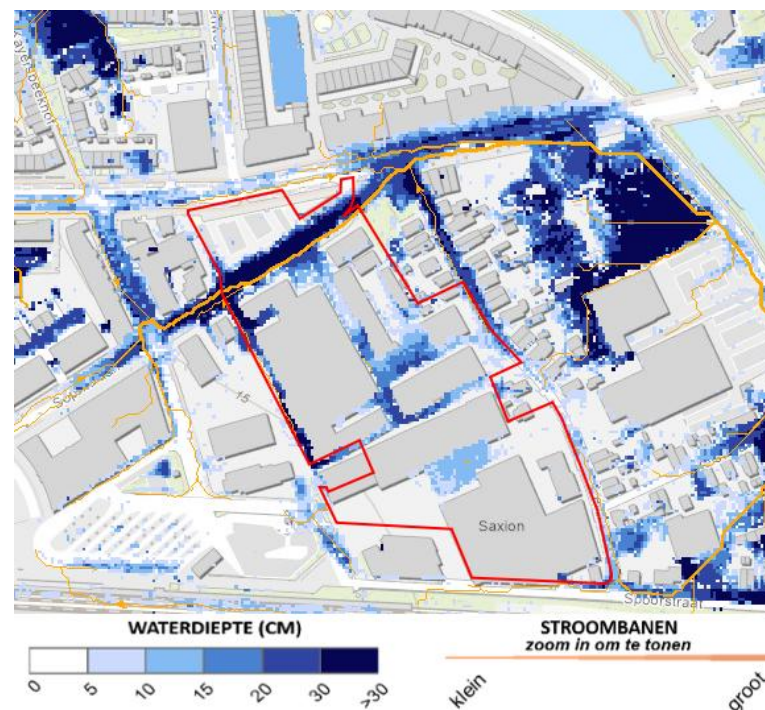 Kayersbeekhof
15
Saxion
Spoorstraat
WATERDIEPTE (CM)
STROOMBANEN
zoom in om te tonen
0
5
10
15
20
30
>30
klein
groot